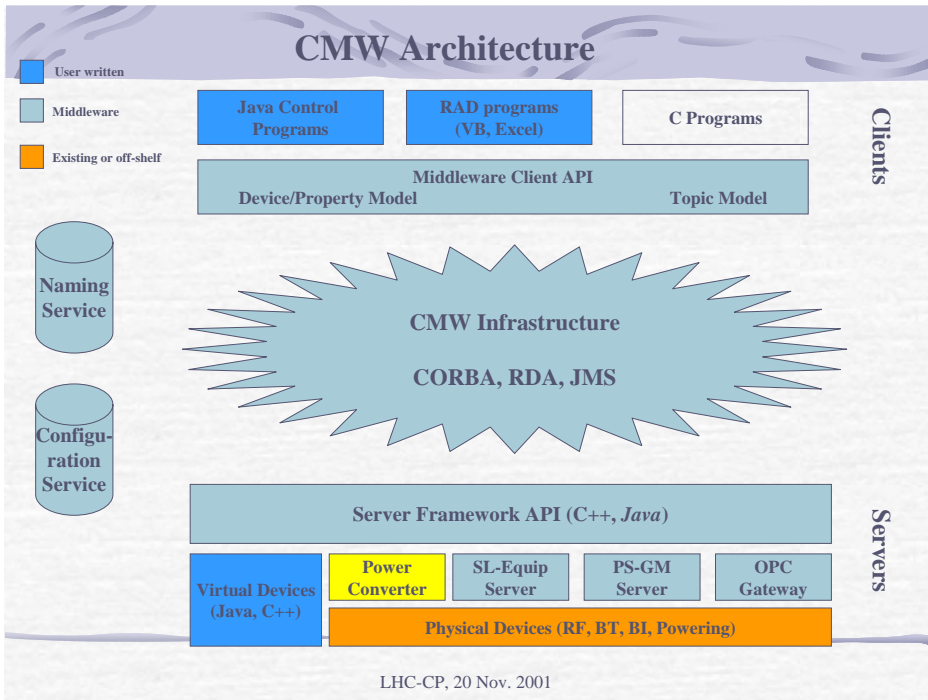 CMW Architecture
User written
Middleware
Existing or off-shelf
Java Control
Programs
RAD programs
(VB, Excel)
C Programs
Clients
Middleware Client API
Device/Property Model
Topic Model
Naming
Service
CMW Infrastructure
CORBA, RDA, JMS
Configu-
ration
Service
Server Framework API (C++, Java)
Servers
Virtual Devices
(Java, C++)
Power
Converter
SL-Equip
Server
PS-GM
Server
OPC
Gateway
Physical Devices (RF, BT, BI, Powering)
LHC-CP, 20 Nov. 2001